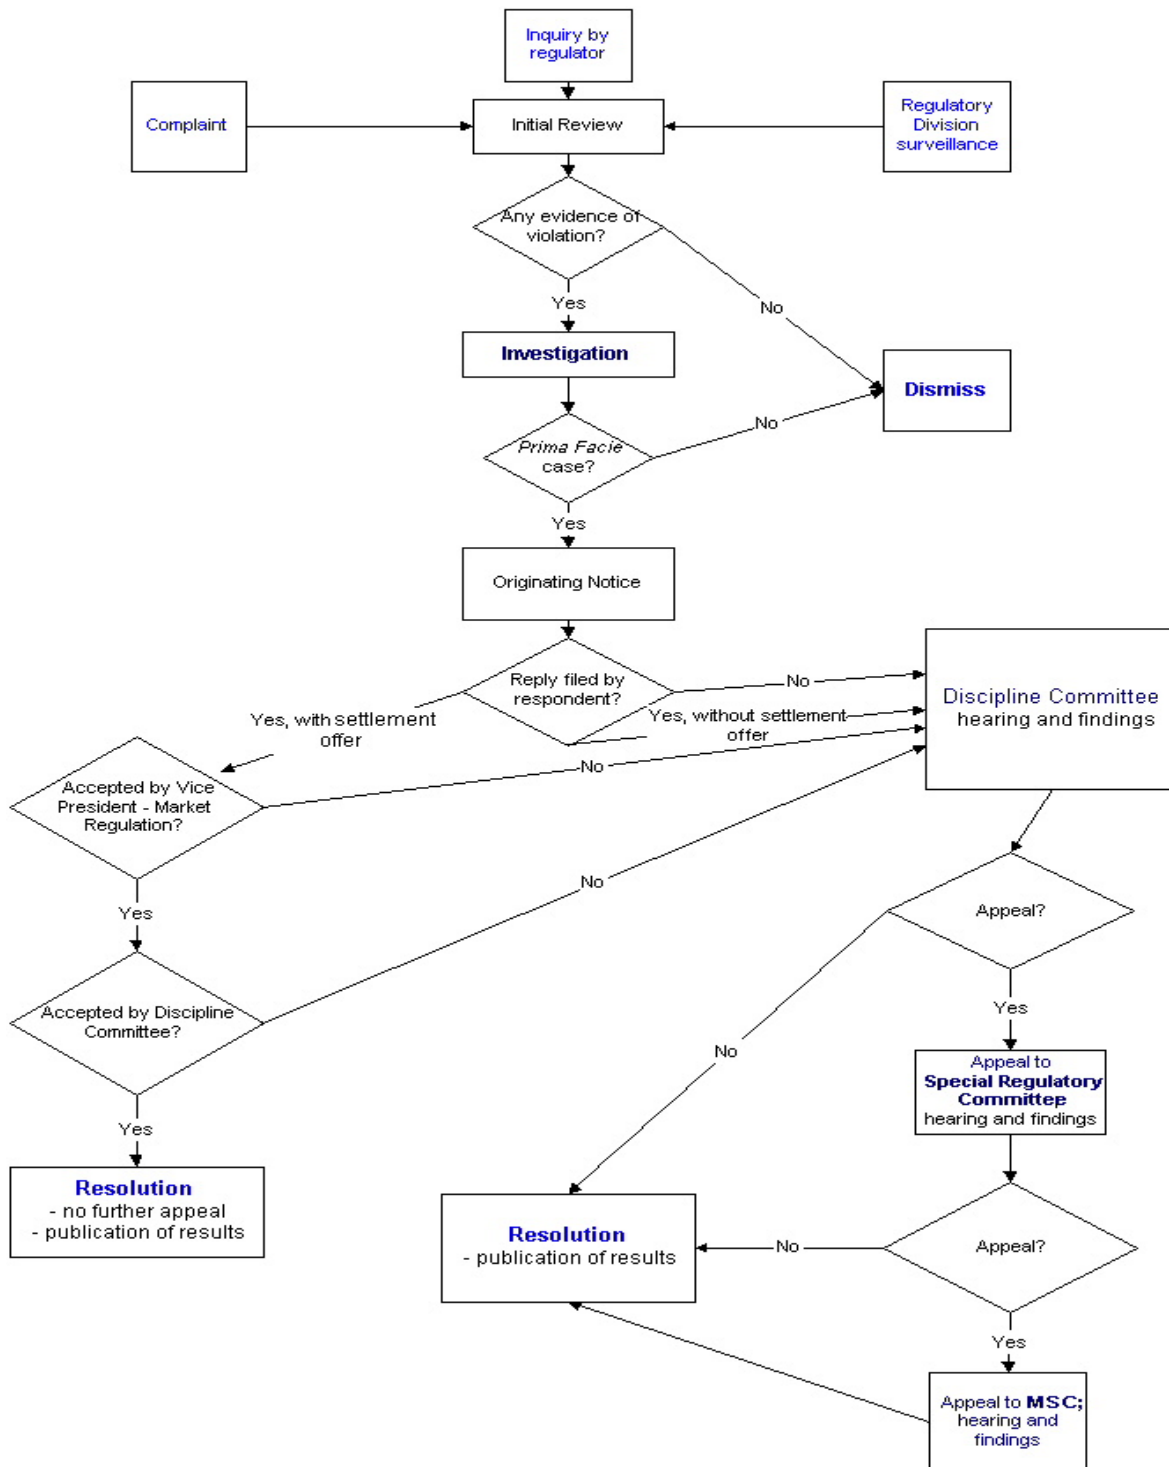 Inquiry by
regulator
Complaint
Initial Review
Regulatory
Division
surveillance
Any evidence of
violation?
Yes
No
Investigation
Dismiss
No
Prima Facie
case?
Yes
Originating Notice
Reply filed by
respondent?
No
Discipline Committee
hearing and findings
Yes, with settlement
offer
Yes, without settlement
offer
No
Accepted by Vice
President - Market
Regulation?
No
Yes
Appeal?
Accepted by Discipline
Committee?
Yes
No
Appeal to
Special Regulatory
Committee;
hearing and findings
Yes
Resolution
- no further appeal
- publication of results
Resolution
- publication of results
No
Appeal?
Yes
Appeal to MSC;
hearing and
findings